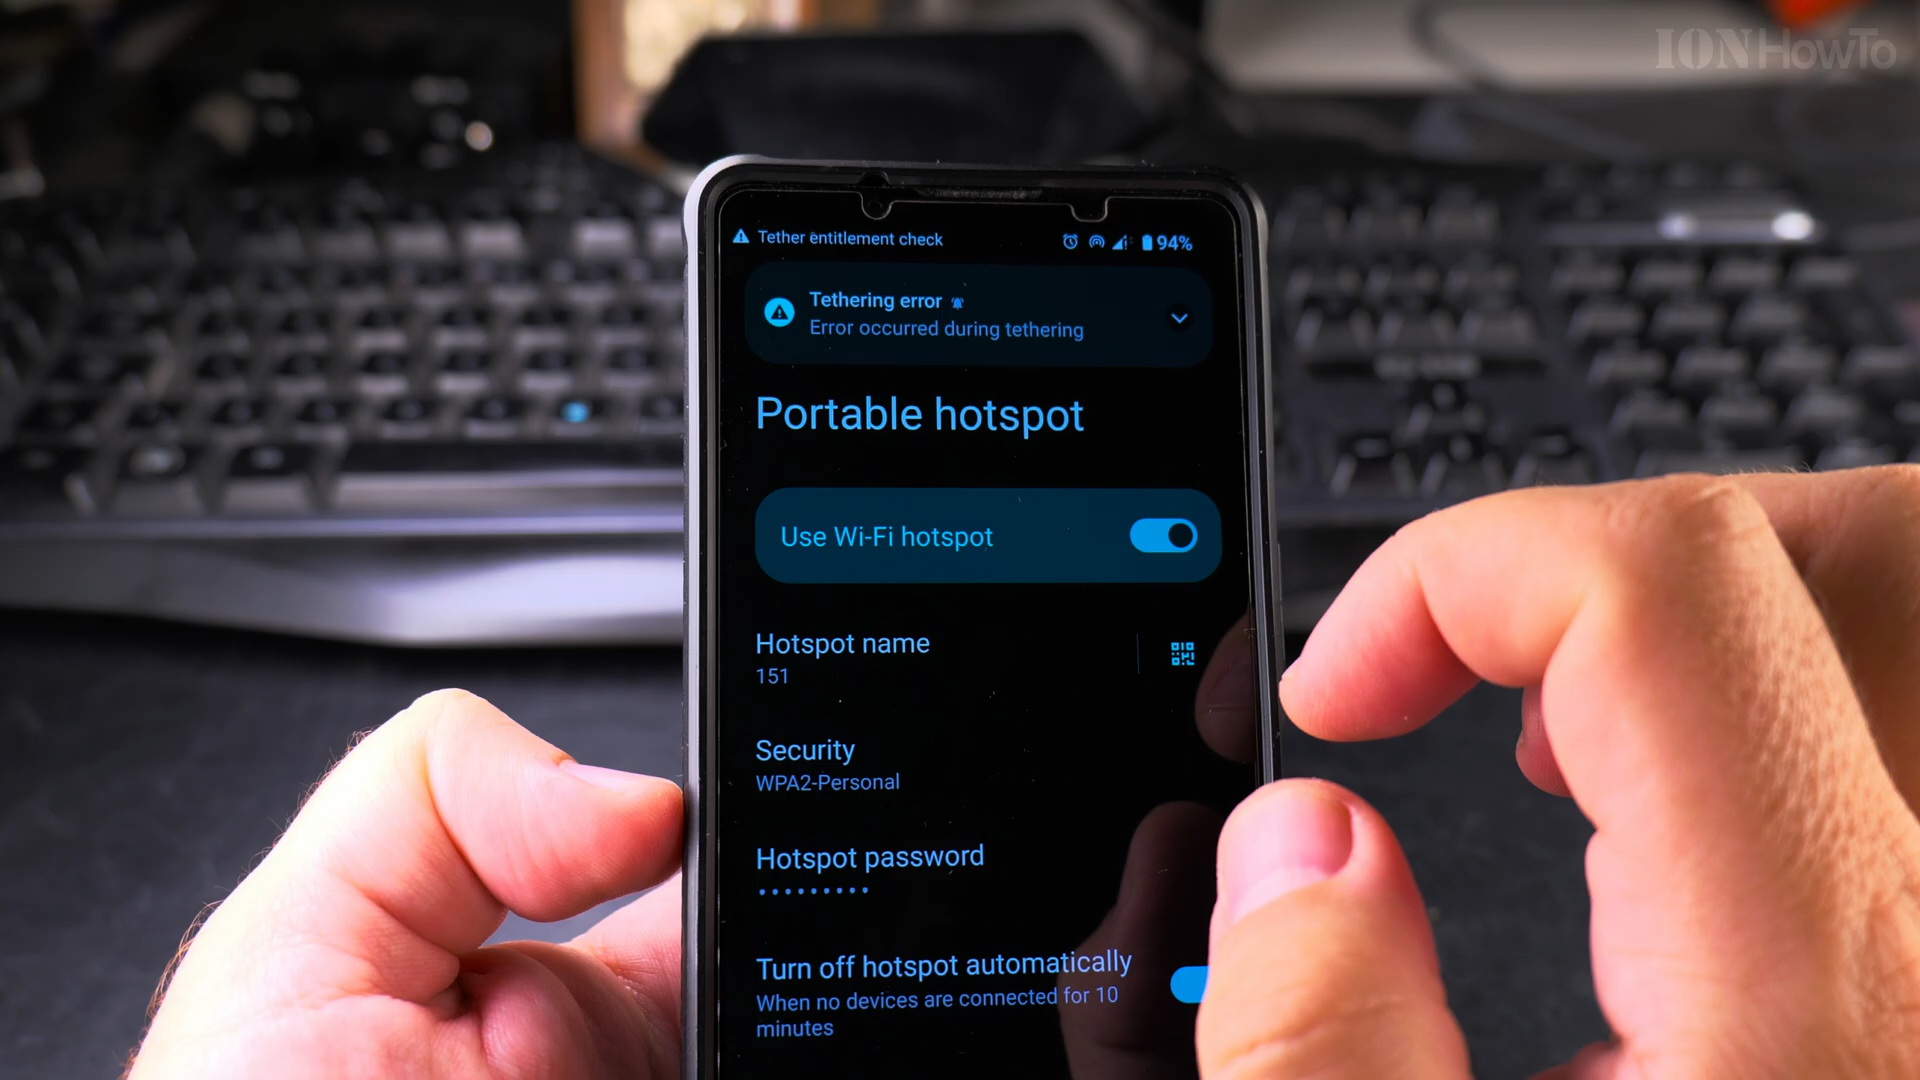 IONHowTo
Tether entitlement check
94%
Tethering error
Error occurred during tethering
Portable hotspot
Use Wi-Fi hotspot
Hotspot name
151
Security
WPA2-Personal
Hotspot password
•••••••••
Turn off hotspot automatically
When no devices are connected for 10
minutes